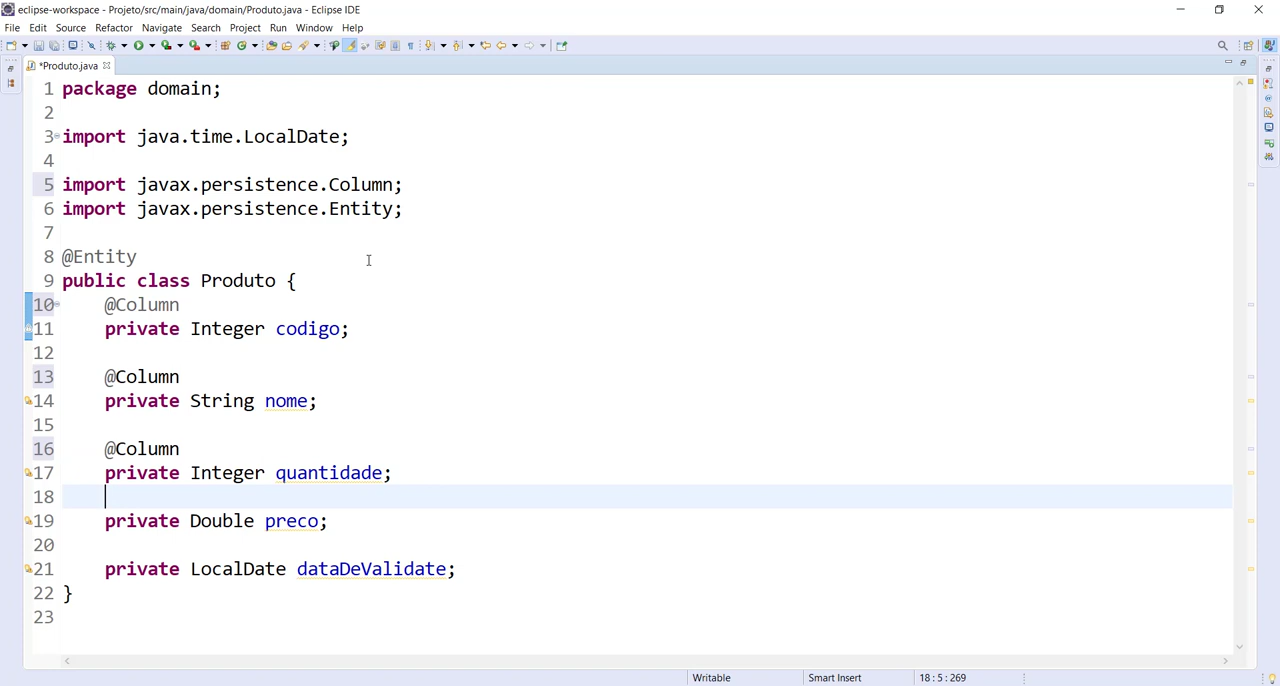 eclipse-workspace - Projeto/src/main/java/domain/Produto.java - Eclipse IDE
File Edit Source Refactor Navigate Search Project Run Window Help
*Produto.java
1 package domain;
2
3 import java.time.LocalDate;
4
5 import javax.persistence.Column;
6 import javax.persistence.Entity;
7
8 @Entity
9 public class Produto {
10 @Column
11 private Integer codigo;
12
13 @Column
14 private String nome;
15
16 @Column
17 private Integer quantidade;
18
19 private Double preco;
20
21 private LocalDate dataDeValidate;
22 }
23
Writable Smart Insert 18 : 5 : 269